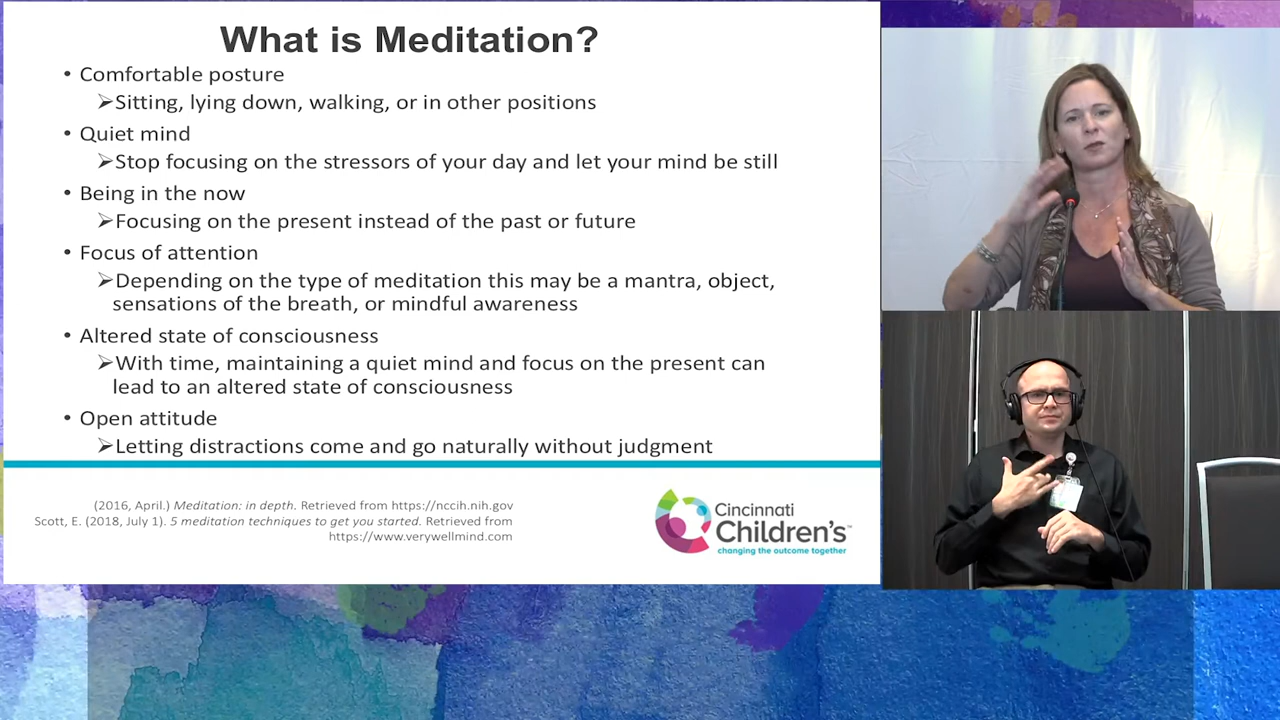 What is Meditation?
• Comfortable posture
➢Sitting, lying down, walking, or in other positions
• Quiet mind
➢Stop focusing on the stressors of your day and let your mind be still
• Being in the now
➢Focusing on the present instead of the past or future
• Focus of attention
➢Depending on the type of meditation this may be a mantra, object,
sensations of the breath, or mindful awareness
• Altered state of consciousness
➢With time, maintaining a quiet mind and focus on the present can
lead to an altered state of consciousness
• Open attitude
➢Letting distractions come and go naturally without judgment
(2016, April.) Meditation: in depth. Retrieved from https://nccih.nih.gov
Scott, E. (2018, July 1). 5 meditation techniques to get you started. Retrieved from
https://www.verywellmind.com
Cincinnati
Children's™
changing the outcome together